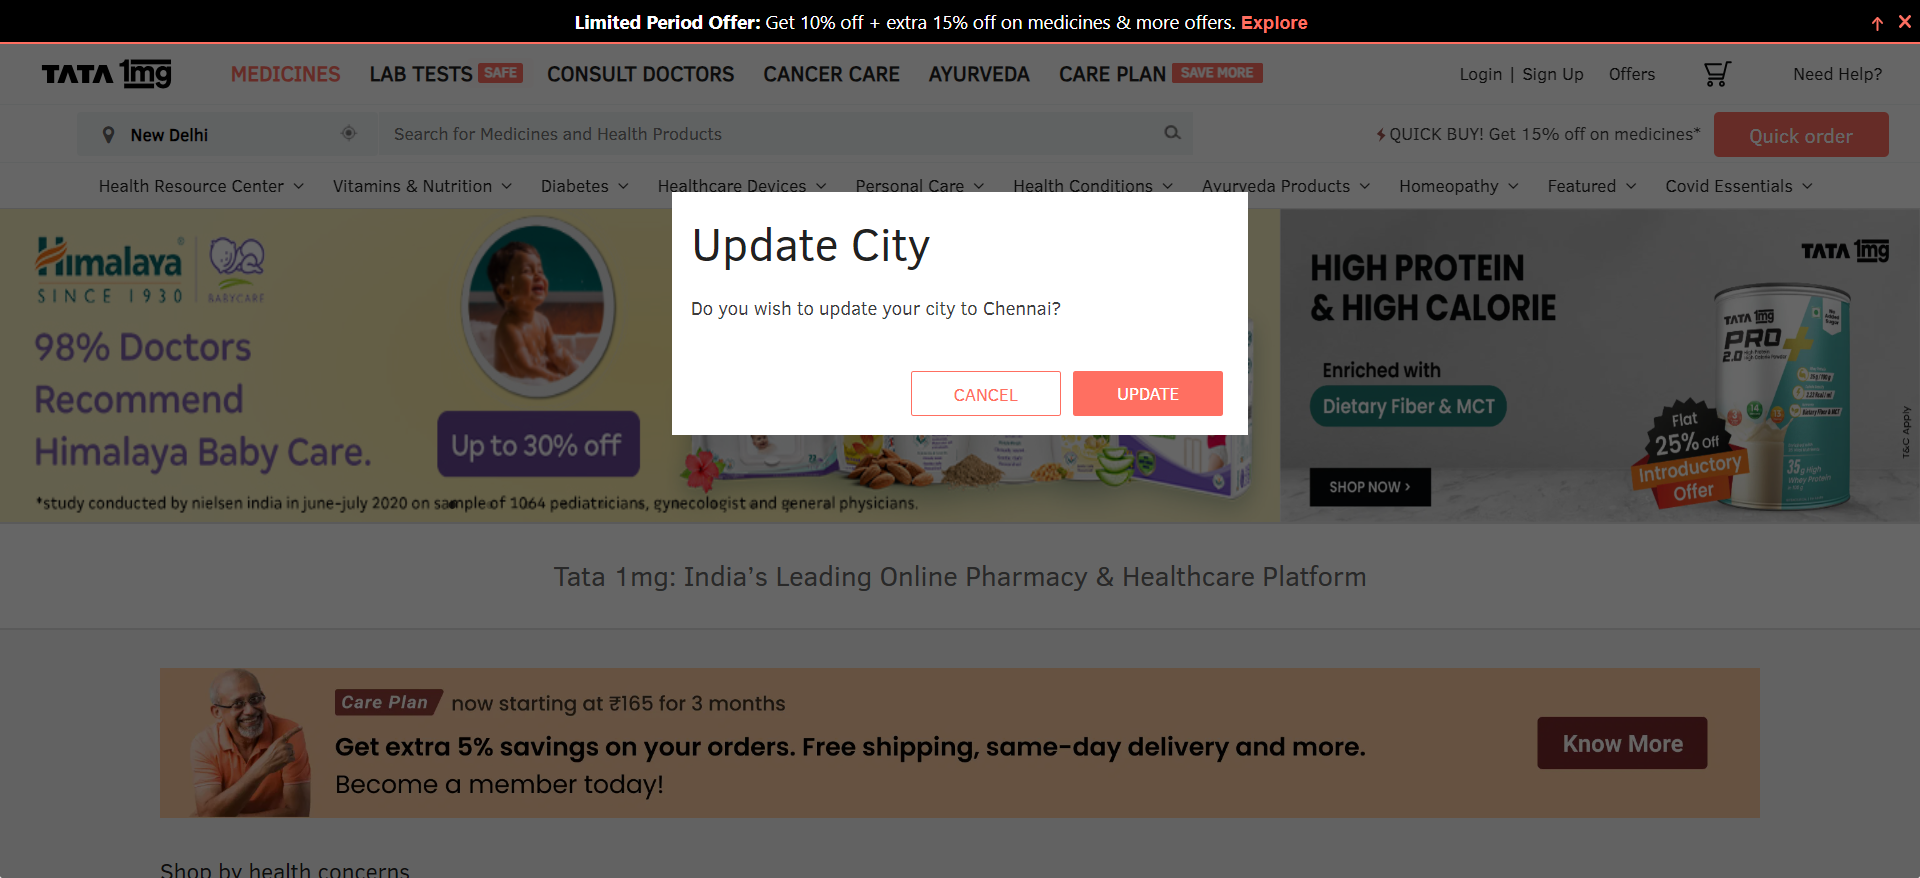 Limited Period Offer: Get 10% off + extra 15% off on medicines & more offers. Explore
TATA 1mg MEDICINES LAB TESTS SAFE CONSULT DOCTORS CANCER CARE AYURVEDA CARE PLAN SAVE MORE Login | Sign Up Offers Need Help?
New Delhi Search for Medicines and Health Products QUICK BUY! Get 15% off on medicines* Quick order
Health Resource Center Vitamins & Nutrition Diabetes Healthcare Devices Personal Care Health Conditions Ayurveda Products Homeopathy Featured Covid Essentials
Update City
Do you wish to update your city to Chennai?
CANCEL UPDATE
Himalaya
SINCE 1930
BABYCARE
98% Doctors
Recommend
Himalaya Baby Care.
Up to 30% off
*study conducted by nielsen india in june-july 2020 on sample of 1064 pediatricians, gynecologist and general physicians.
TATA 1mg
HIGH PROTEIN
& HIGH CALORIE
Enriched with
Dietary Fiber & MCT
SHOP NOW ›
TATA 1mg
PRO+
2.0
Dietary Fiber & MCT
35g High
Whey Protein
Flat
25% Off
Introductory
Offer
T&C Apply
Tata 1mg: India's Leading Online Pharmacy & Healthcare Platform
Care Plan now starting at ₹165 for 3 months
Get extra 5% savings on your orders. Free shipping, same-day delivery and more.
Become a member today!
Know More
Shop by health concerns